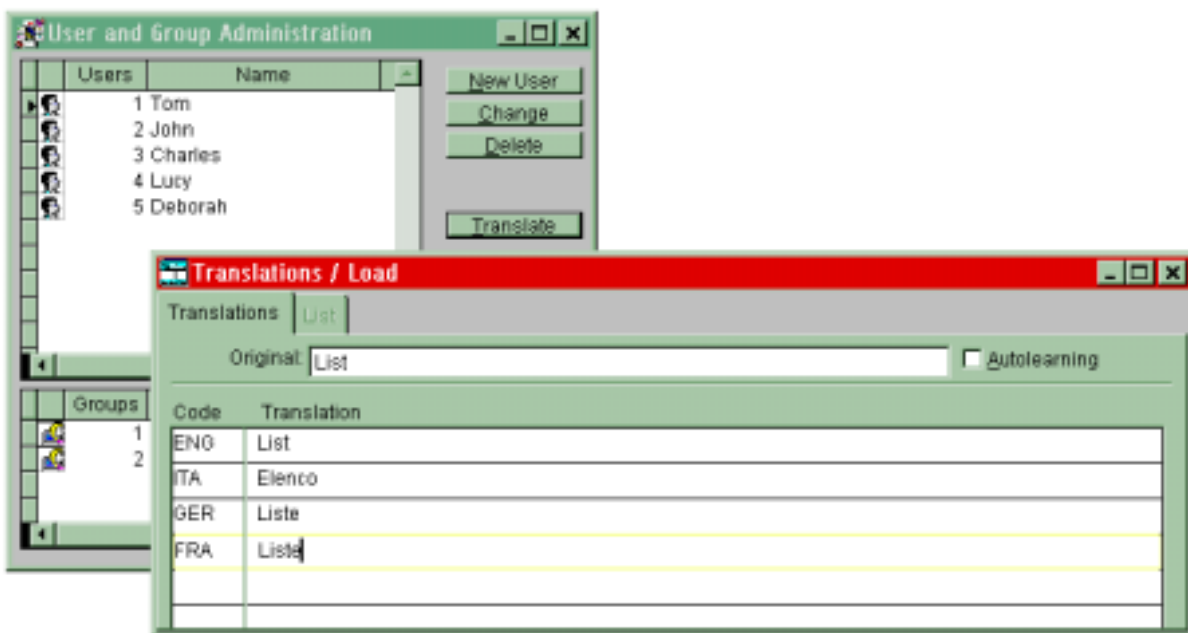 User and Group Administration
Users Name
1 Tom
2 John
3 Charles
4 Lucy
5 Deborah
New User
Change
Delete
Translate
Groups
1
2
Translations / Load
Translations List
Original: List Autolearning
Code Translation
ENG List
ITA Elenco
GER Liste
FRA Liste